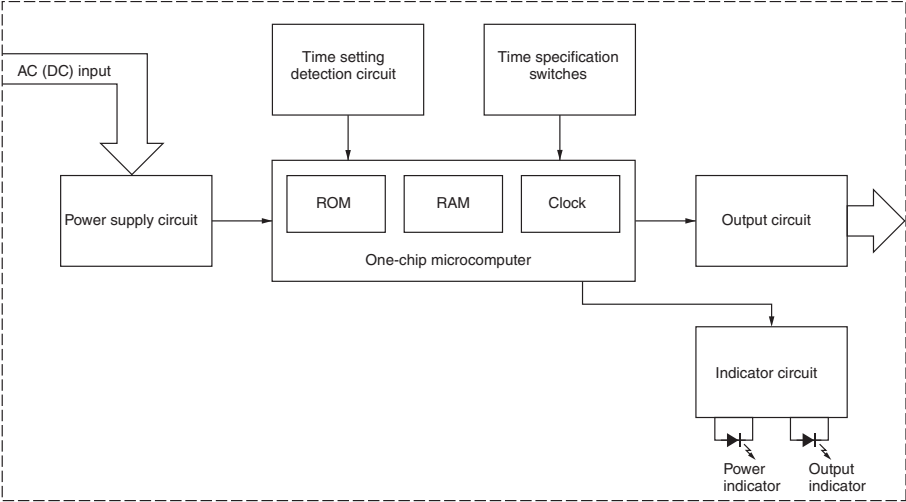 AC (DC) input
Time setting
detection circuit
Time specification
switches
Power supply circuit
ROM
RAM
Clock
One-chip microcomputer
Output circuit
Indicator circuit
Power
indicator
Output
indicator